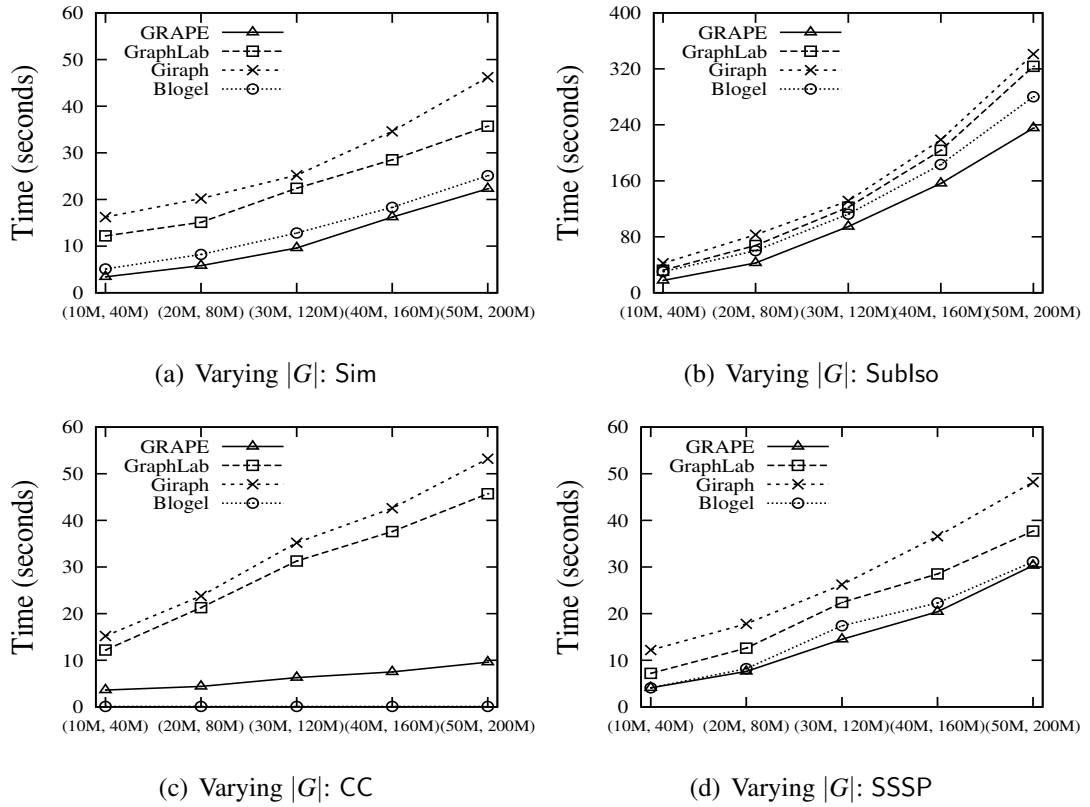 60
50
40
30
20
10
0
Time (seconds)
GRAPE
GraphLab
Giraph
Blogel
(10M, 40M) (20M, 80M) (30M, 120M) (40M, 160M) (50M, 200M)
(a) Varying |G|: Sim
400
320
240
160
80
0
Time (seconds)
GRAPE
GraphLab
Giraph
Blogel
(10M, 40M) (20M, 80M) (30M, 120M) (40M, 160M) (50M, 200M)
(b) Varying |G|: SubIso
60
50
40
30
20
10
0
Time (seconds)
GRAPE
GraphLab
Giraph
Blogel
(10M, 40M) (20M, 80M) (30M, 120M) (40M, 160M) (50M, 200M)
(c) Varying |G|: CC
60
50
40
30
20
10
0
Time (seconds)
GRAPE
GraphLab
Giraph
Blogel
(10M, 40M) (20M, 80M) (30M, 120M) (40M, 160M) (50M, 200M)
(d) Varying |G|: SSSP